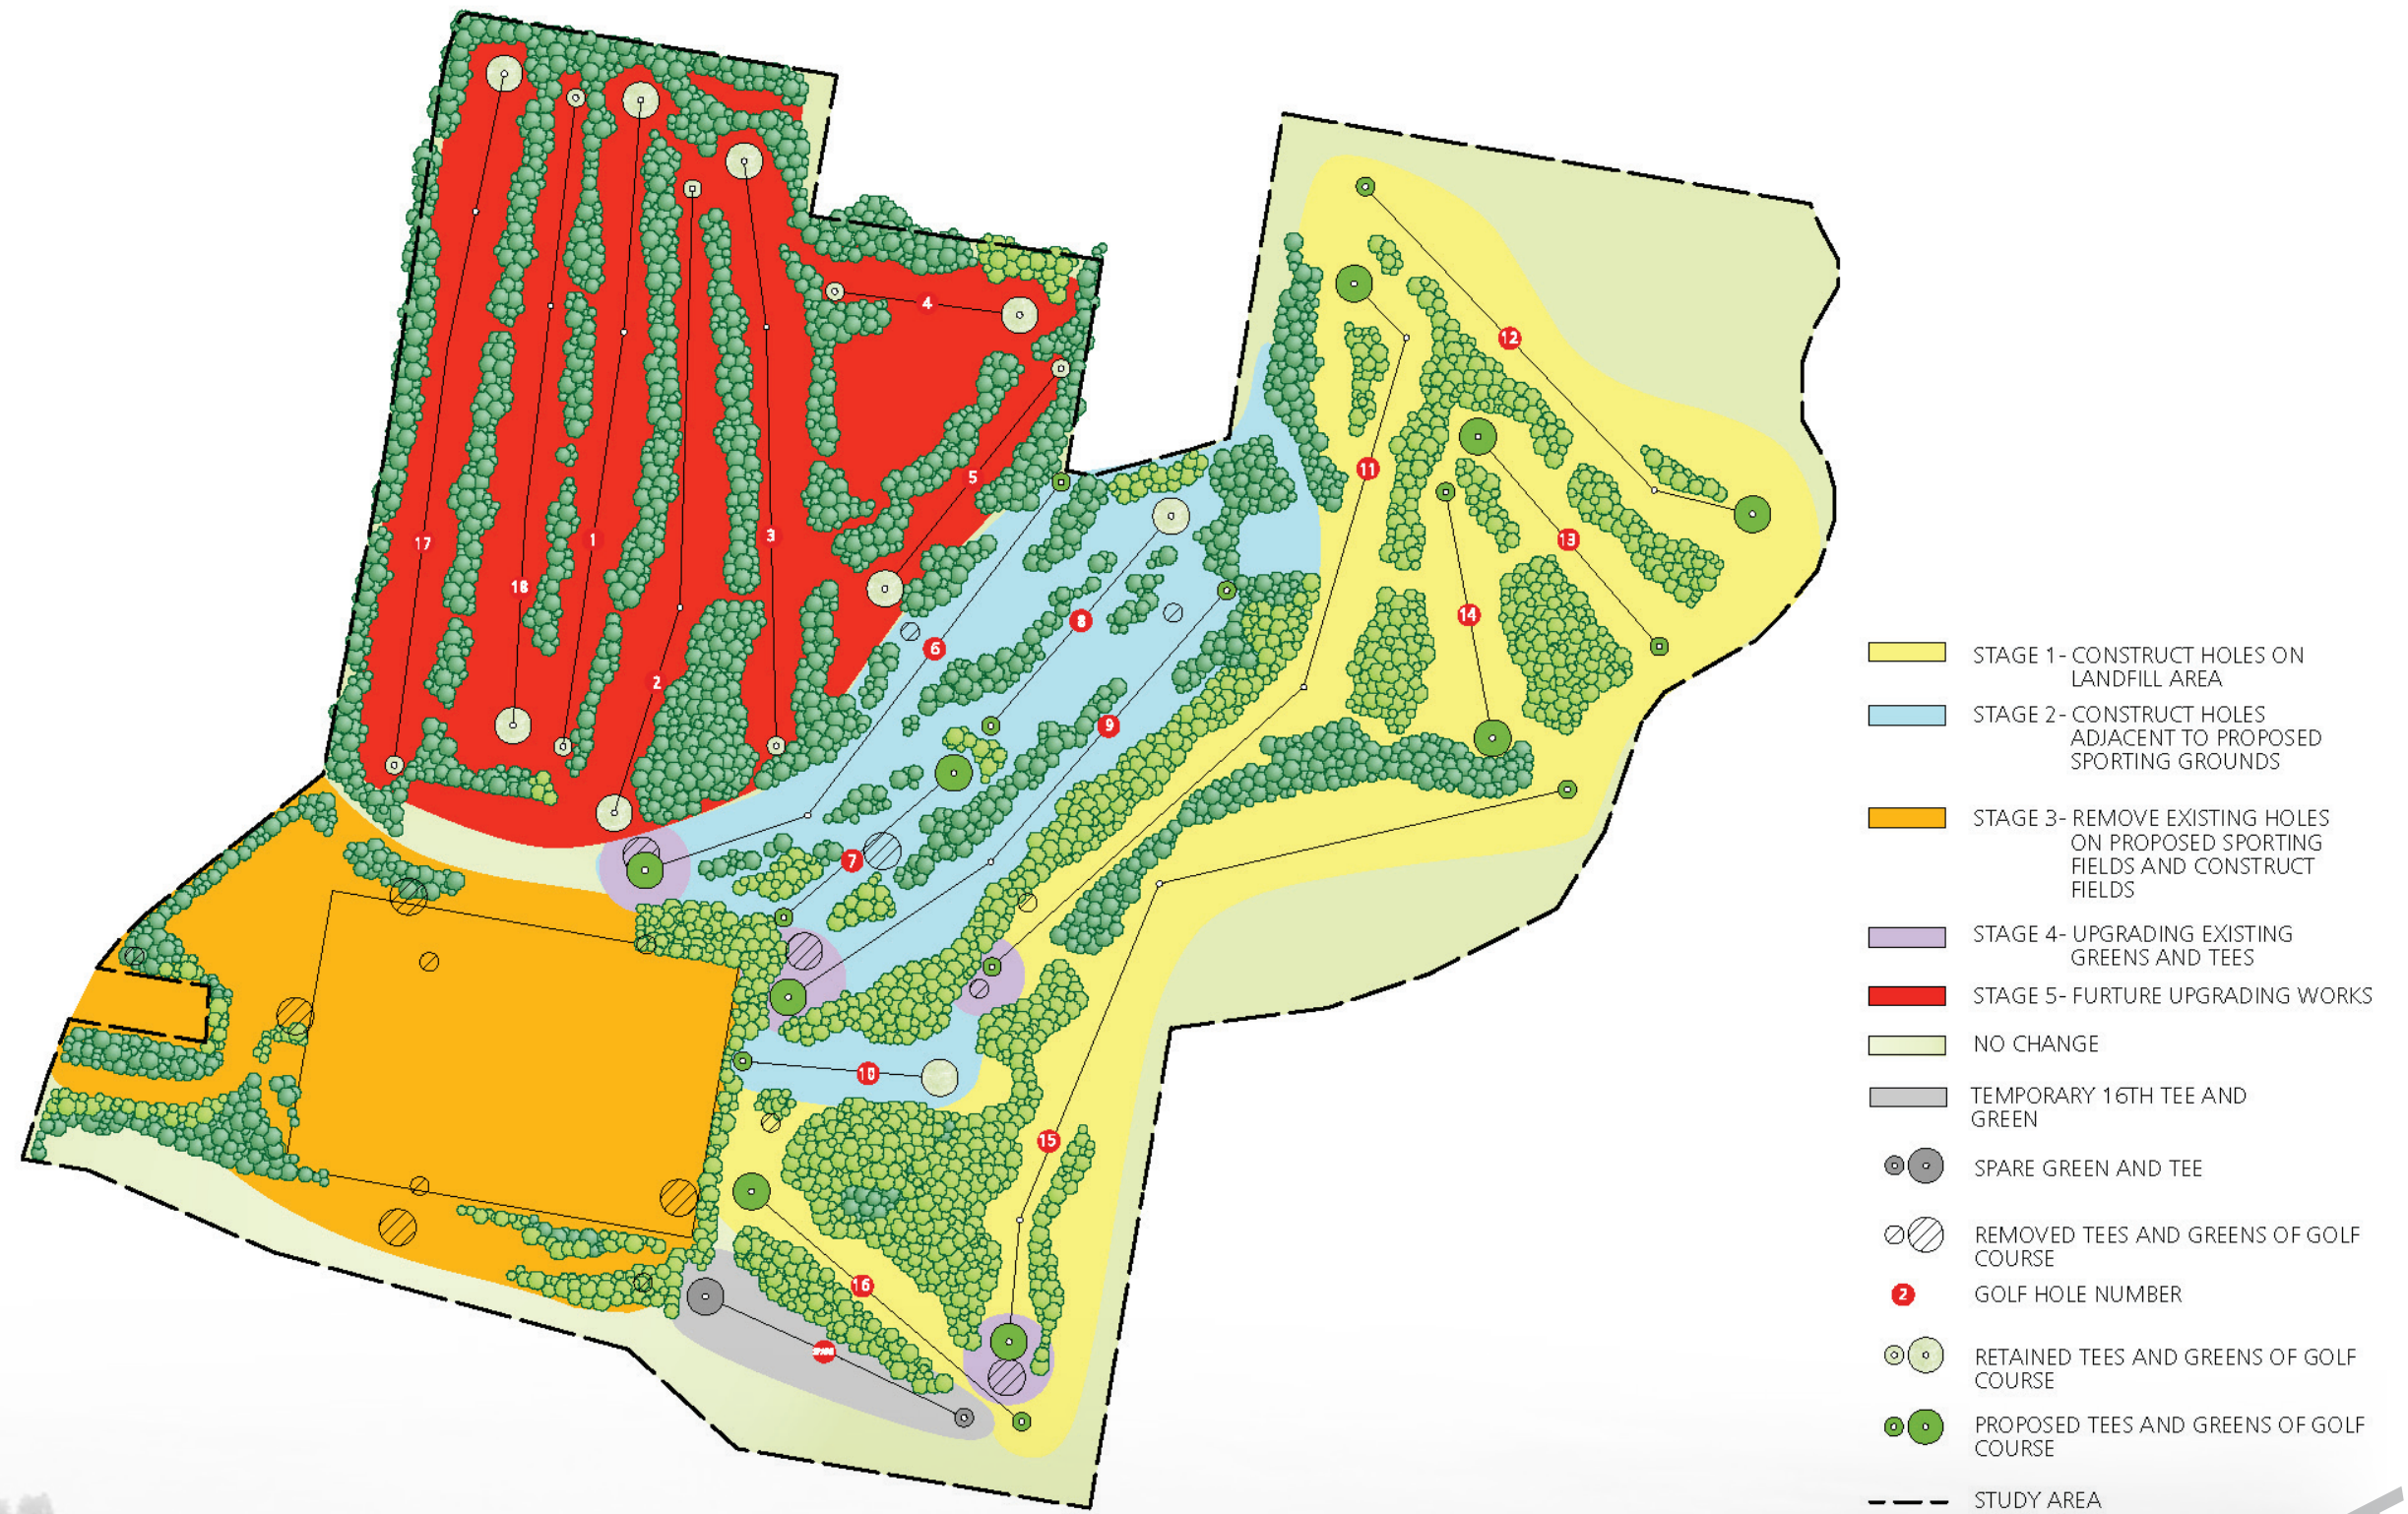 4
12
5
11
17
1
3
13
18
14
8
6
2
9
7
10
15
16
STAGE 1- CONSTRUCT HOLES ON
LANDFILL AREA
STAGE 2- CONSTRUCT HOLES
ADJACENT TO PROPOSED
SPORTING GROUNDS
STAGE 3- REMOVE EXISTING HOLES
ON PROPOSED SPORTING
FIELDS AND CONSTRUCT
FIELDS
STAGE 4- UPGRADING EXISTING
GREENS AND TEES
STAGE 5- FURTURE UPGRADING WORKS
NO CHANGE
TEMPORARY 16TH TEE AND
GREEN
SPARE GREEN AND TEE
REMOVED TEES AND GREENS OF GOLF
COURSE
2
GOLF HOLE NUMBER
RETAINED TEES AND GREENS OF GOLF
COURSE
PROPOSED TEES AND GREENS OF GOLF
COURSE
STUDY AREA